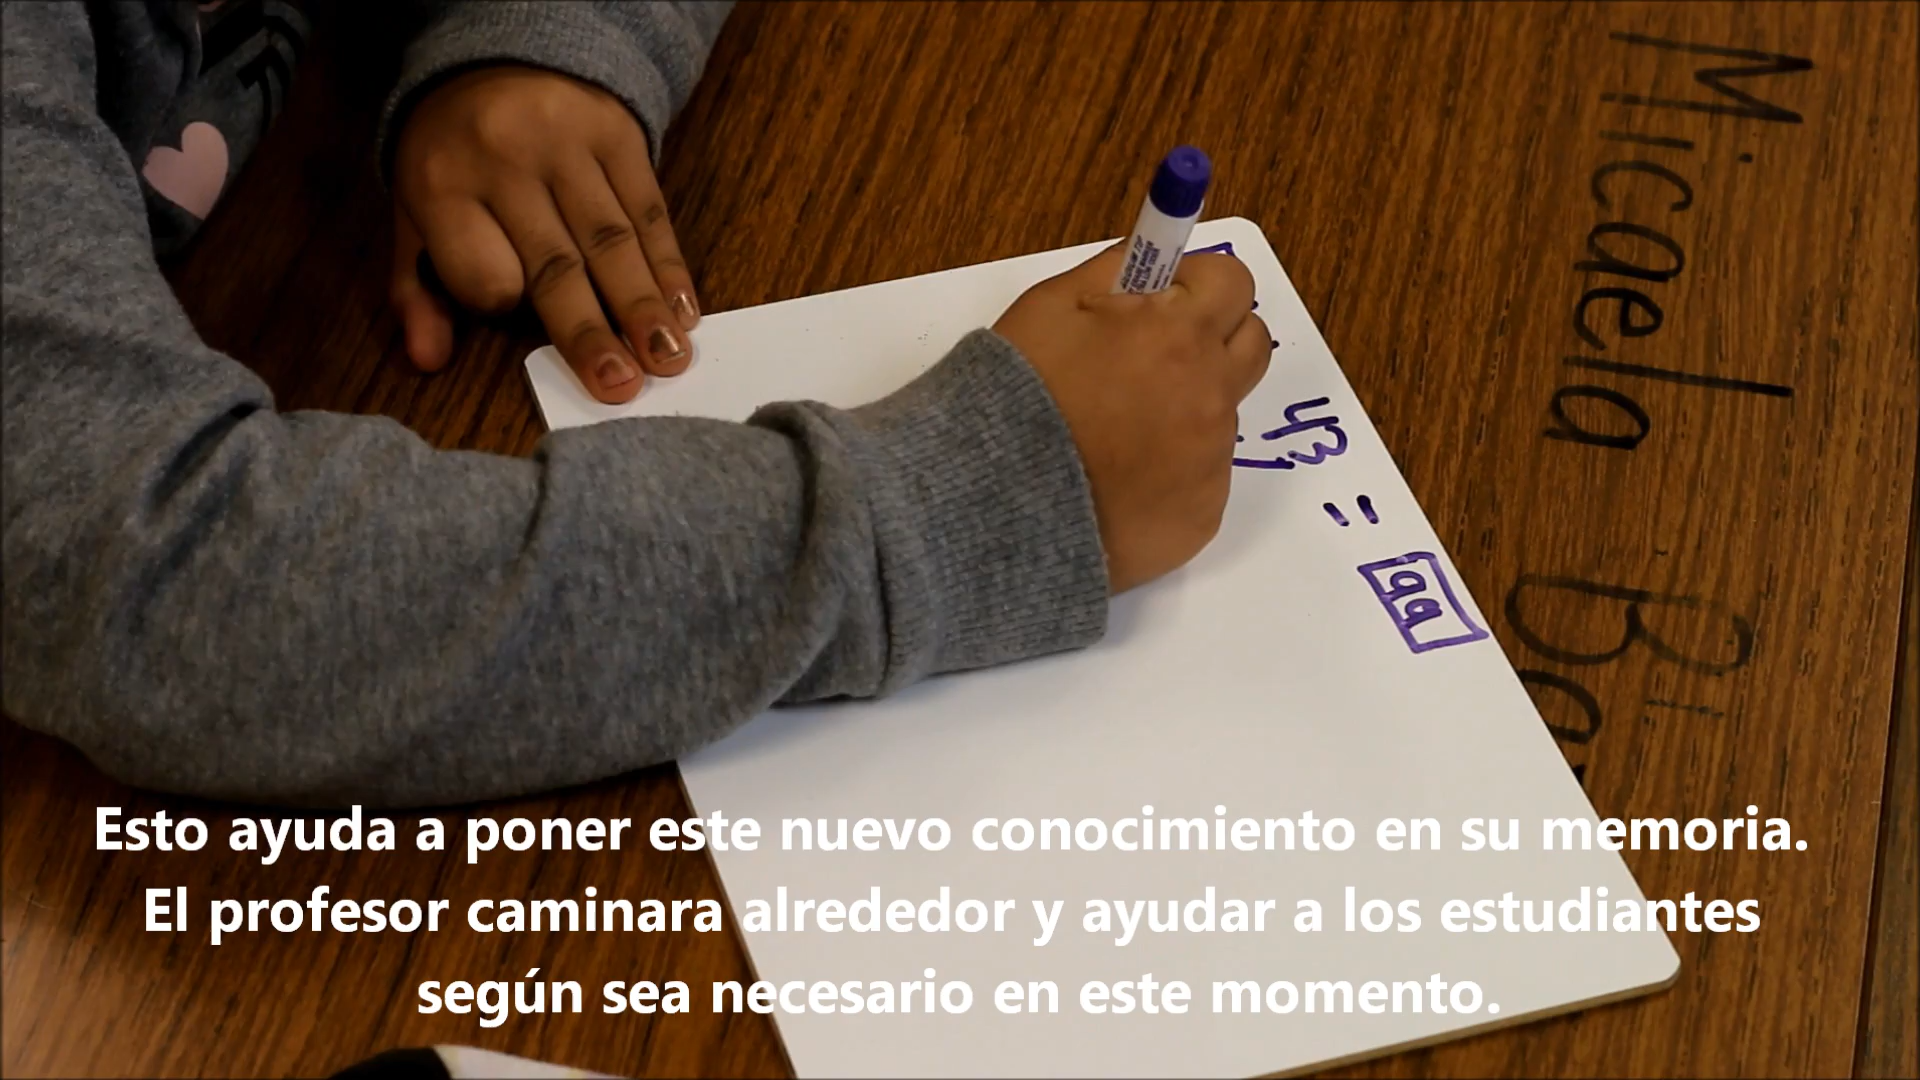 Micaela Ba
43
=
99
Esto ayuda a poner este nuevo conocimiento en su memoria.
El profesor caminara alrededor y ayudar a los estudiantes
según sea necesario en este momento.